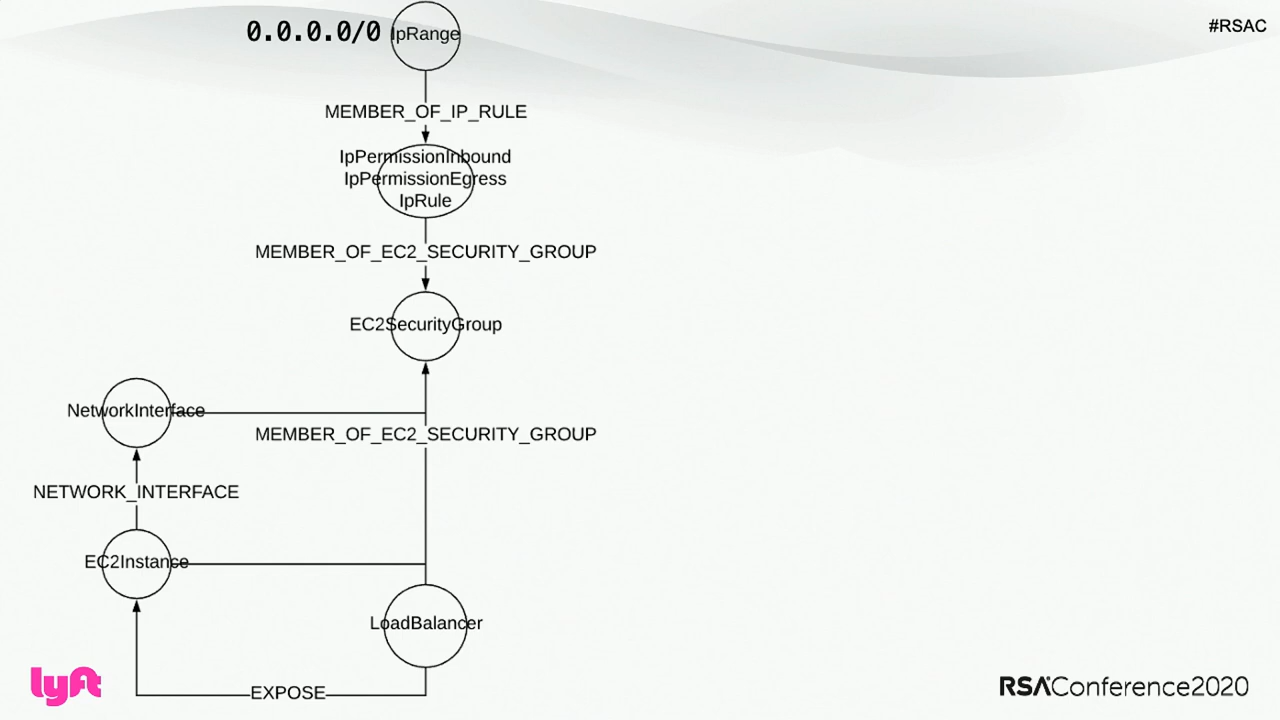 0.0.0.0/0
IpRange
#RSAC
MEMBER_OF_IP_RULE
IpPermissionInbound
IpPermissionEgress
IpRule
MEMBER_OF_EC2_SECURITY_GROUP
EC2SecurityGroup
NetworkInterface
MEMBER_OF_EC2_SECURITY_GROUP
NETWORK_INTERFACE
EC2Instance
LoadBalancer
EXPOSE
lyft
RSAConference2020